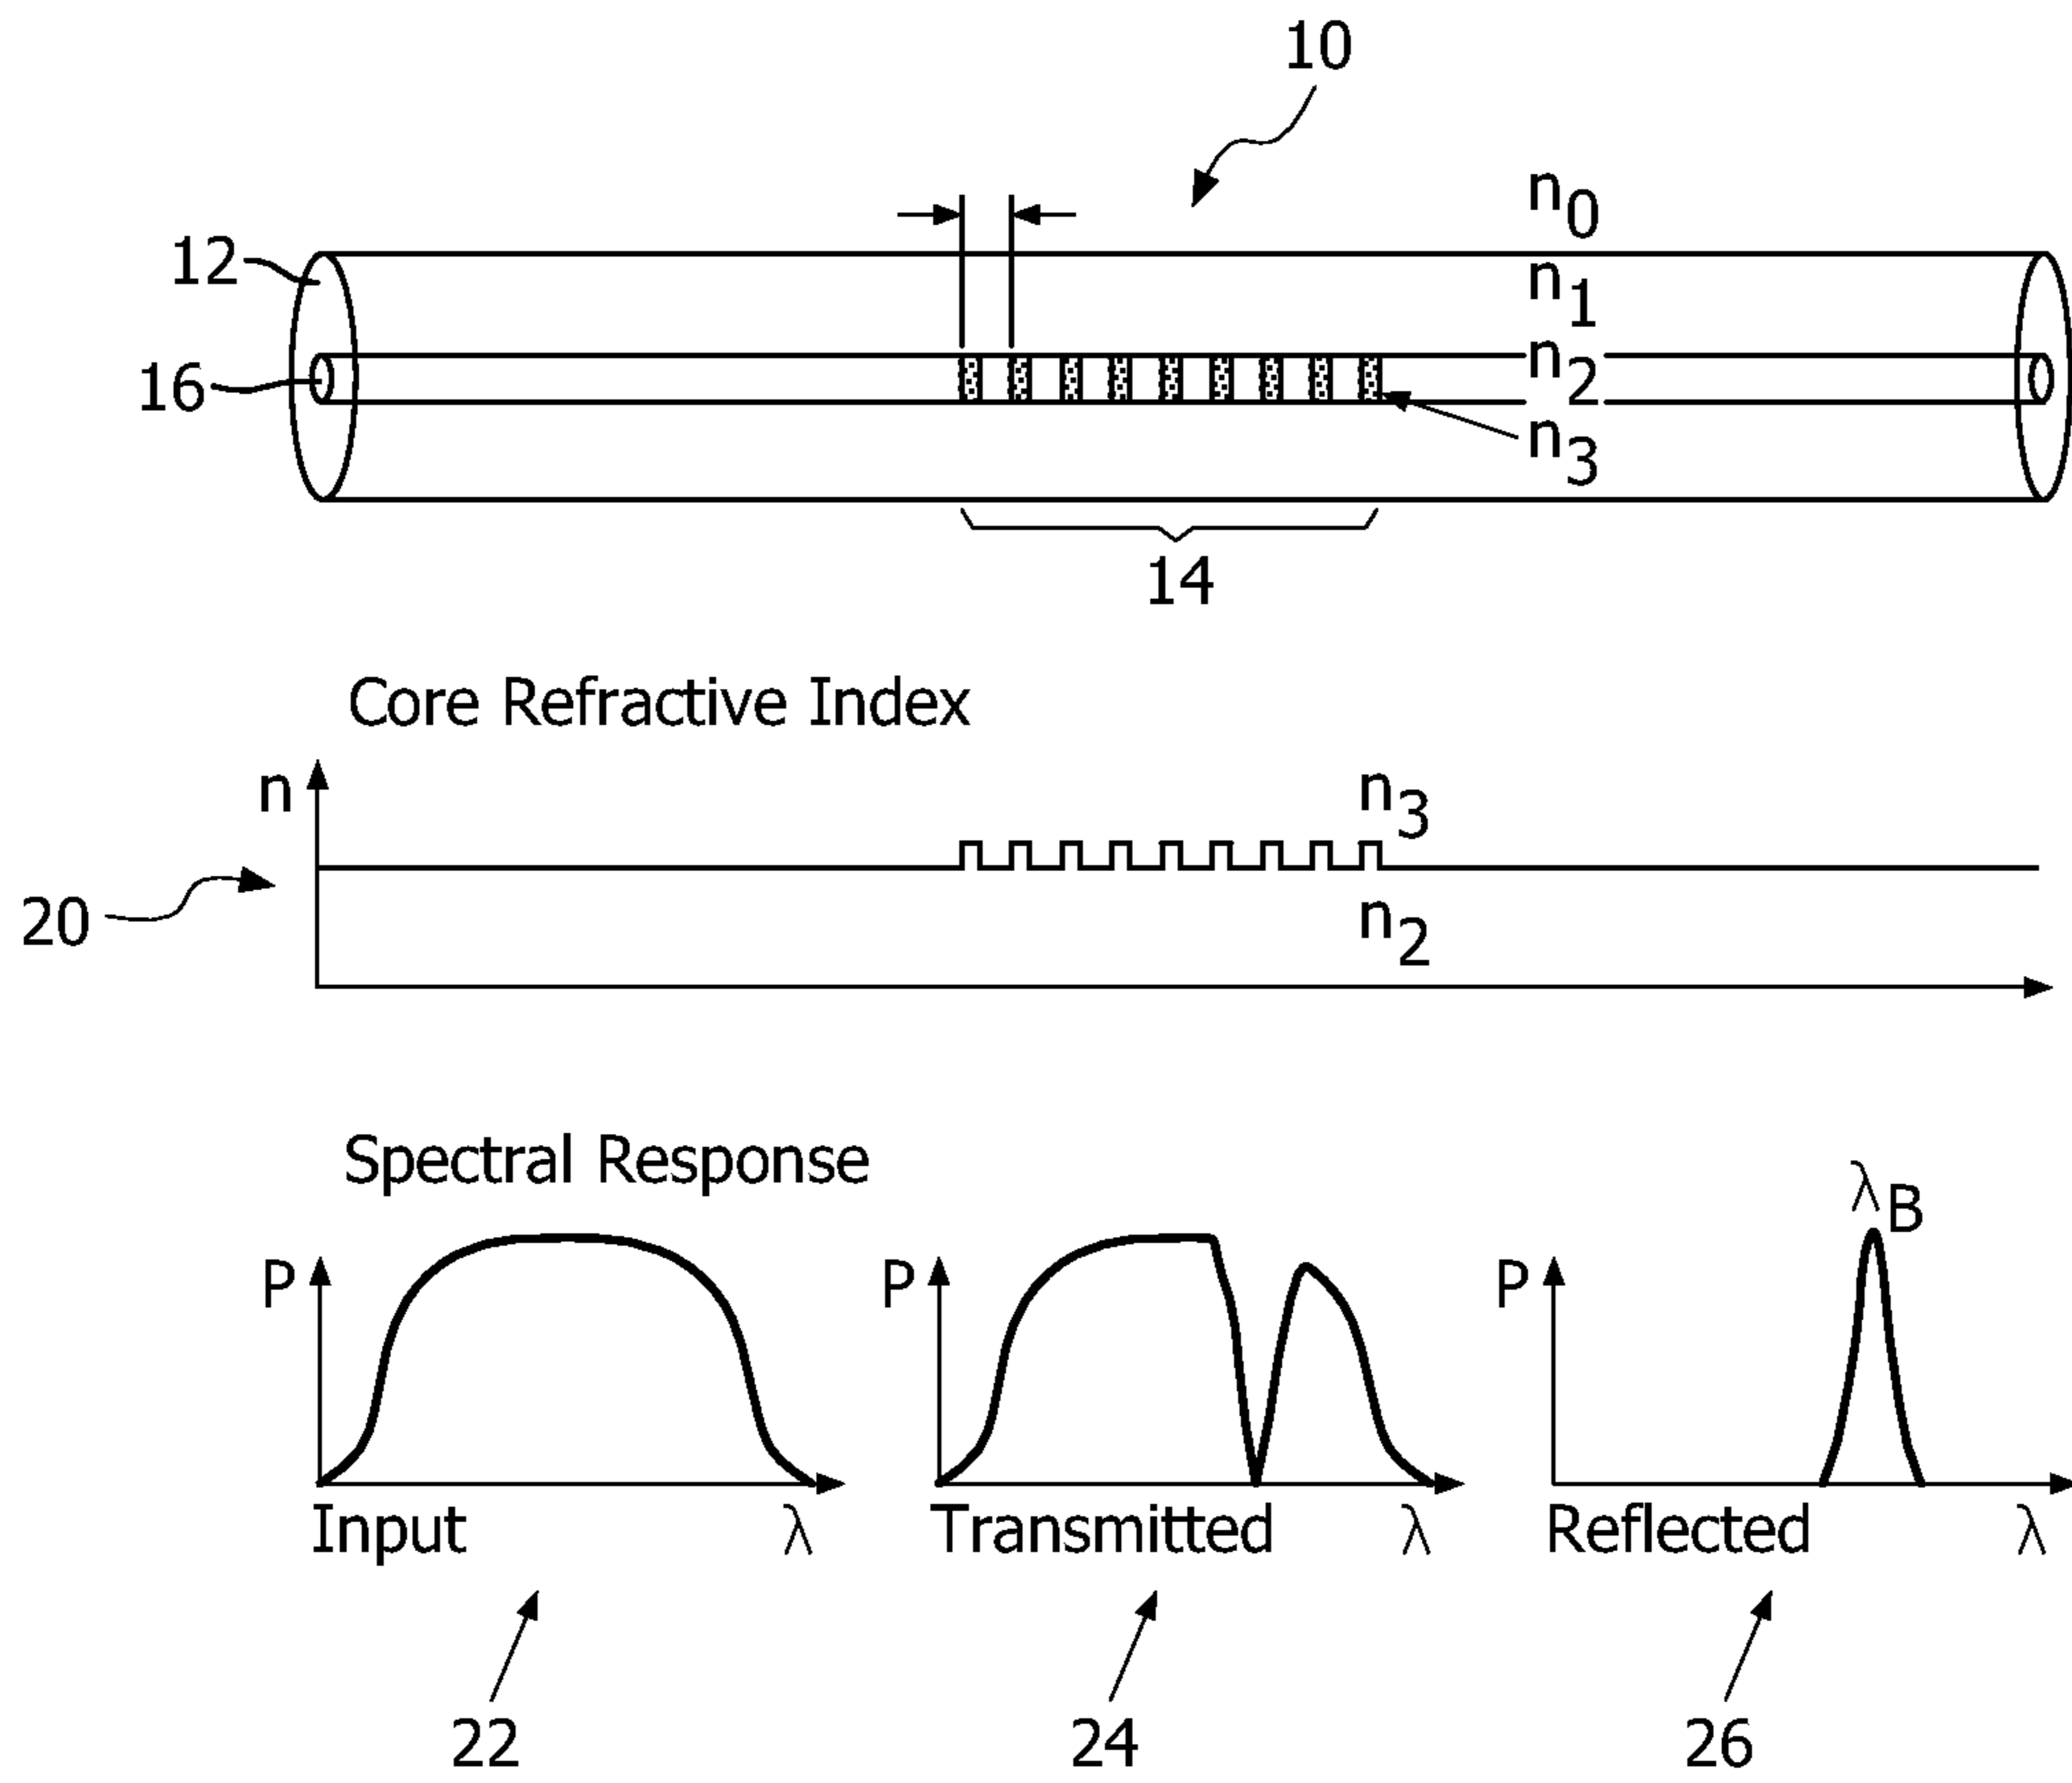 10
n0
12
n1
16
n2
n3
14
Core Refractive Index
n
n3
20
n2
Spectral Response
λB
P
P
P
Input
λ
Transmitted
λ
Reflected
λ
22
24
26